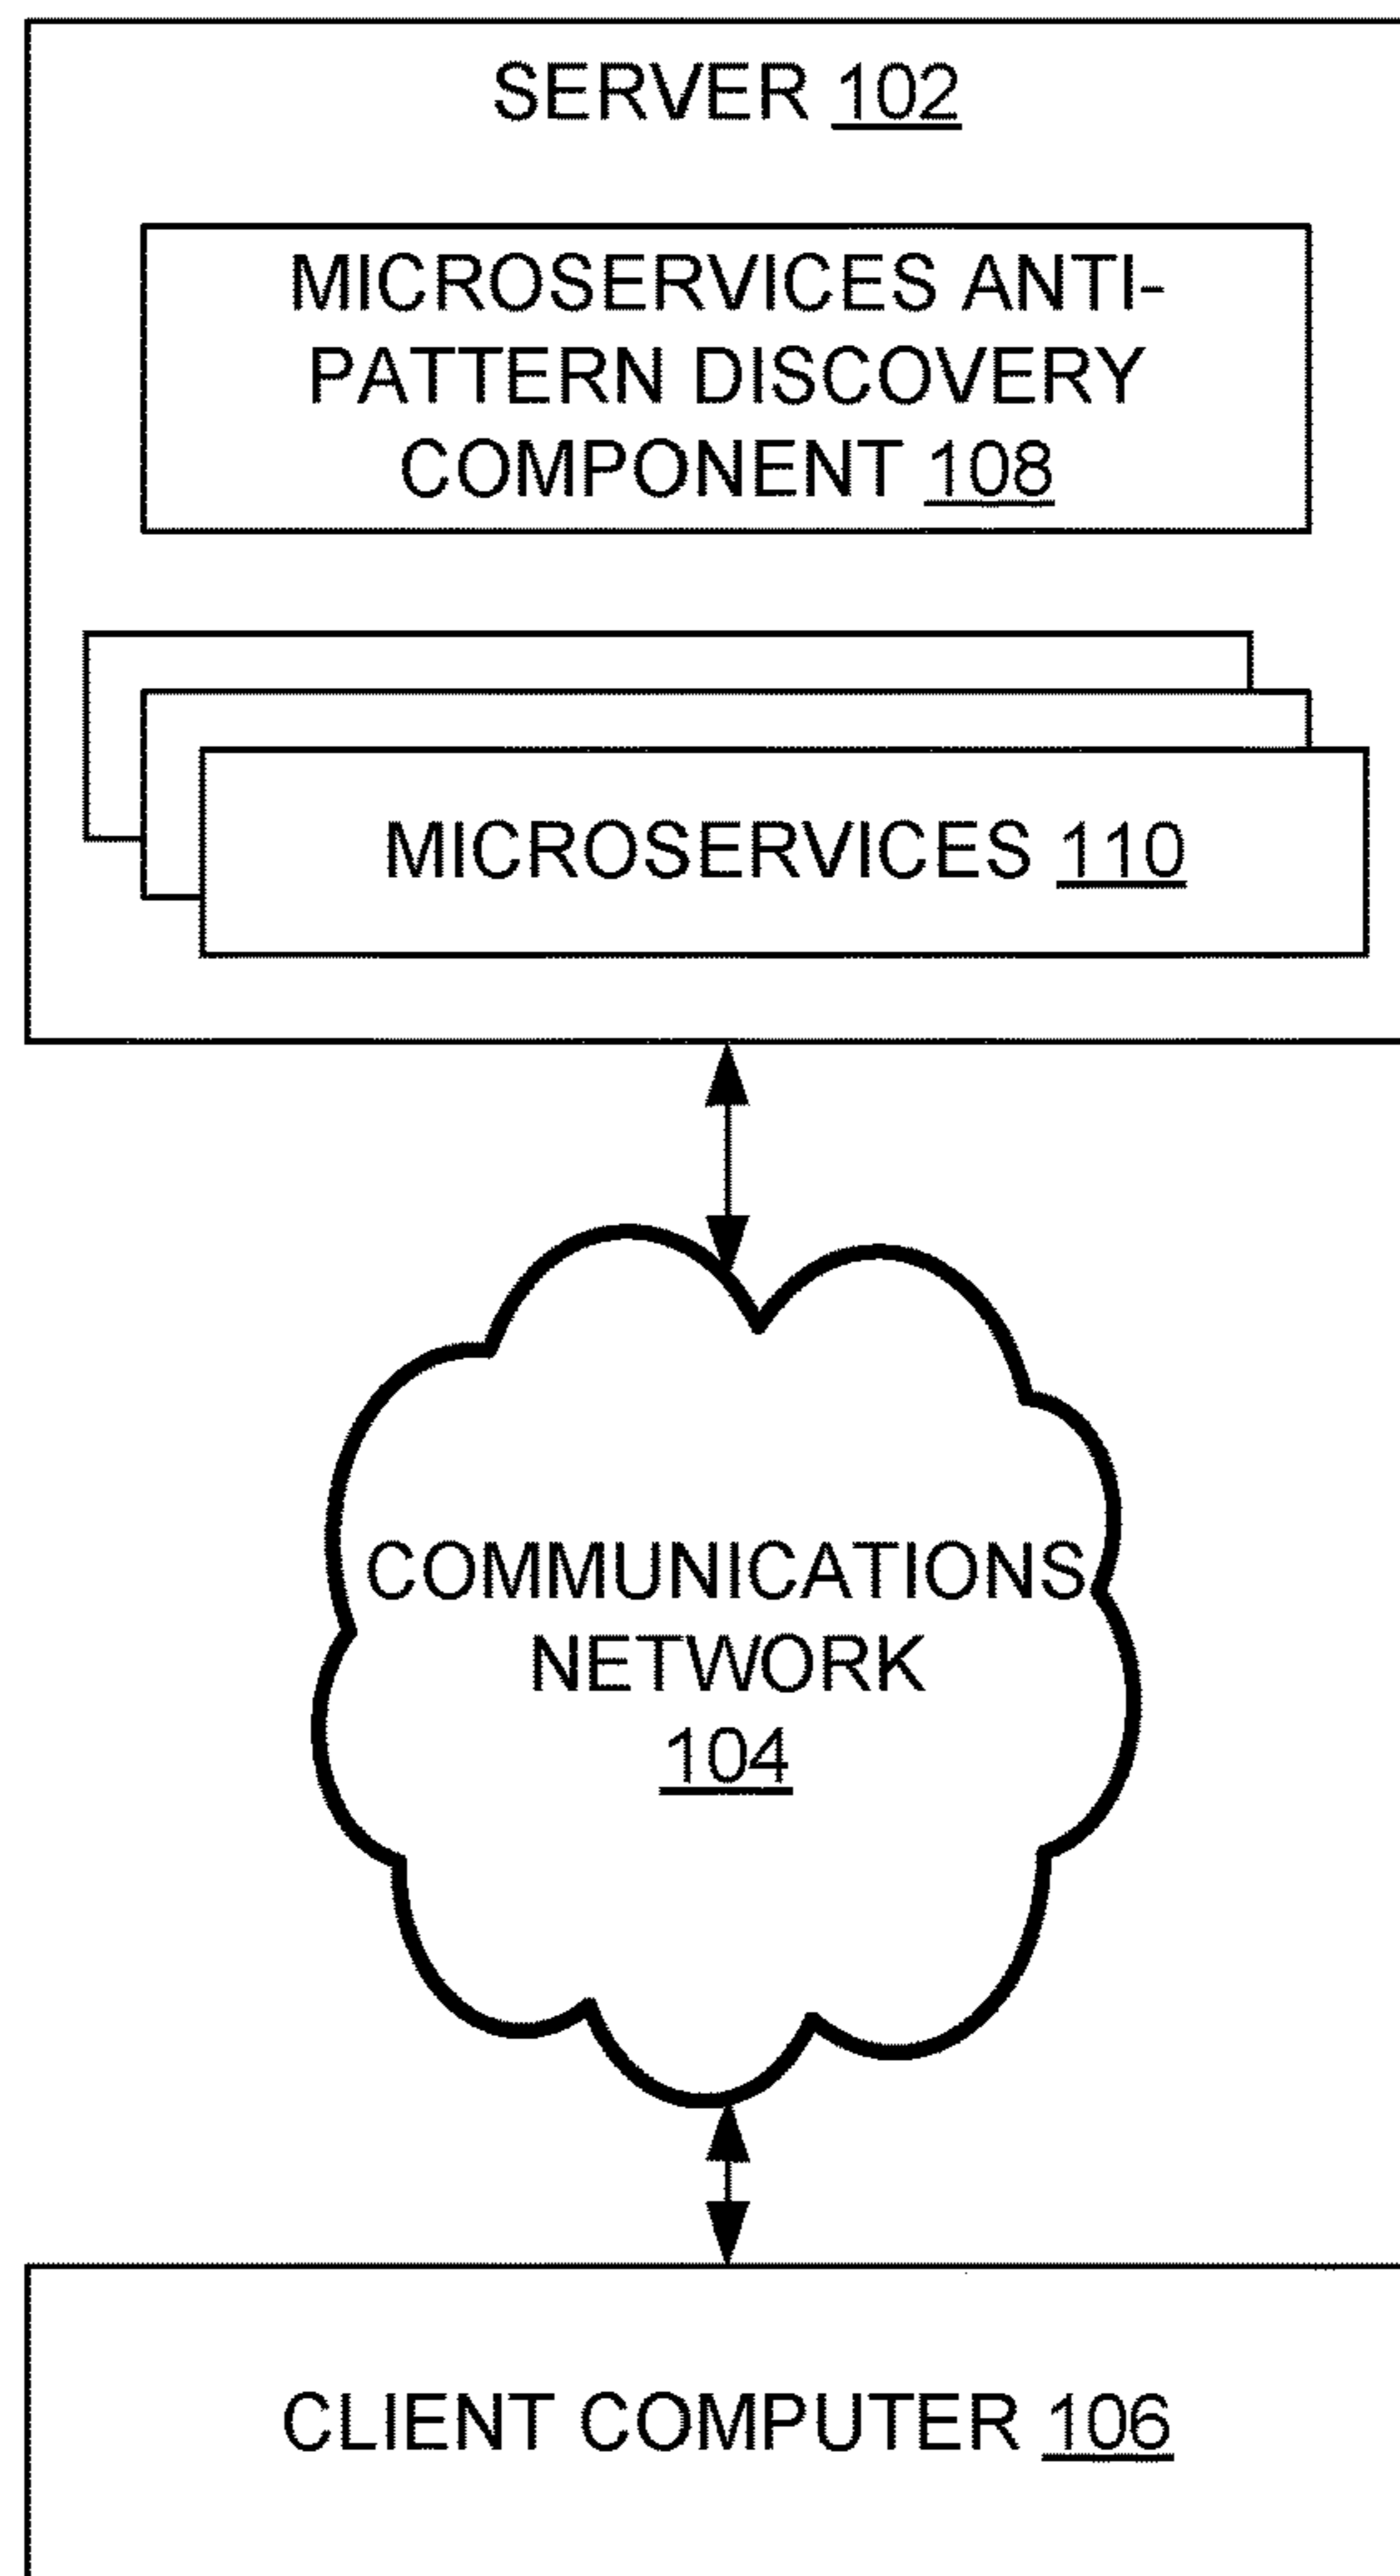 SERVER 102
MICROSERVICES ANTI-
PATTERN DISCOVERY
COMPONENT 108
MICROSERVICES 110
COMMUNICATIONS
NETWORK
104
CLIENT COMPUTER 106